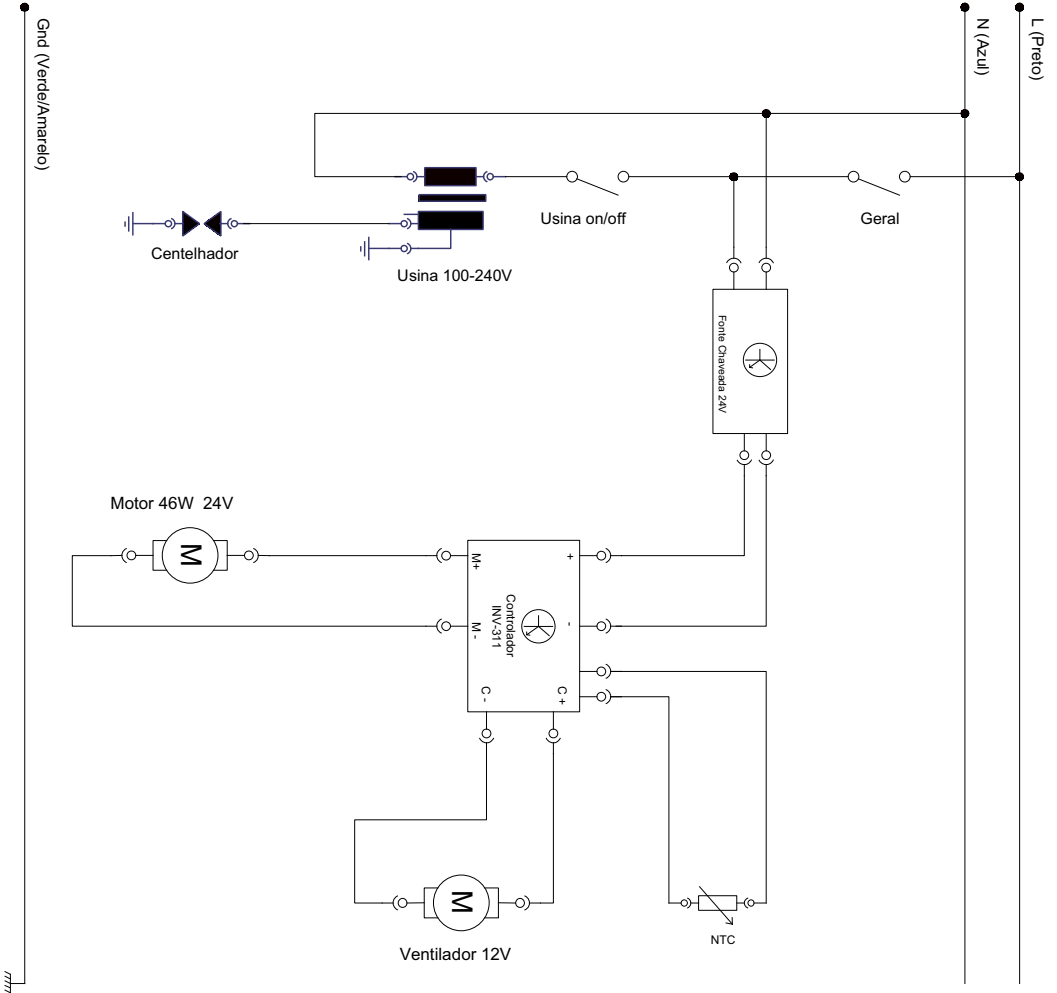 Gnd (Verde/Amarelo)
N (Azul)
L (Preto)
Usina on/off
Geral
Centelhador
Usina 100-240V
Fonte Chaveada 24V
Motor 46W 24V
M
M+
+
Controlador
INV-311
M -
-
C -
C +
M
Ventilador 12V
NTC